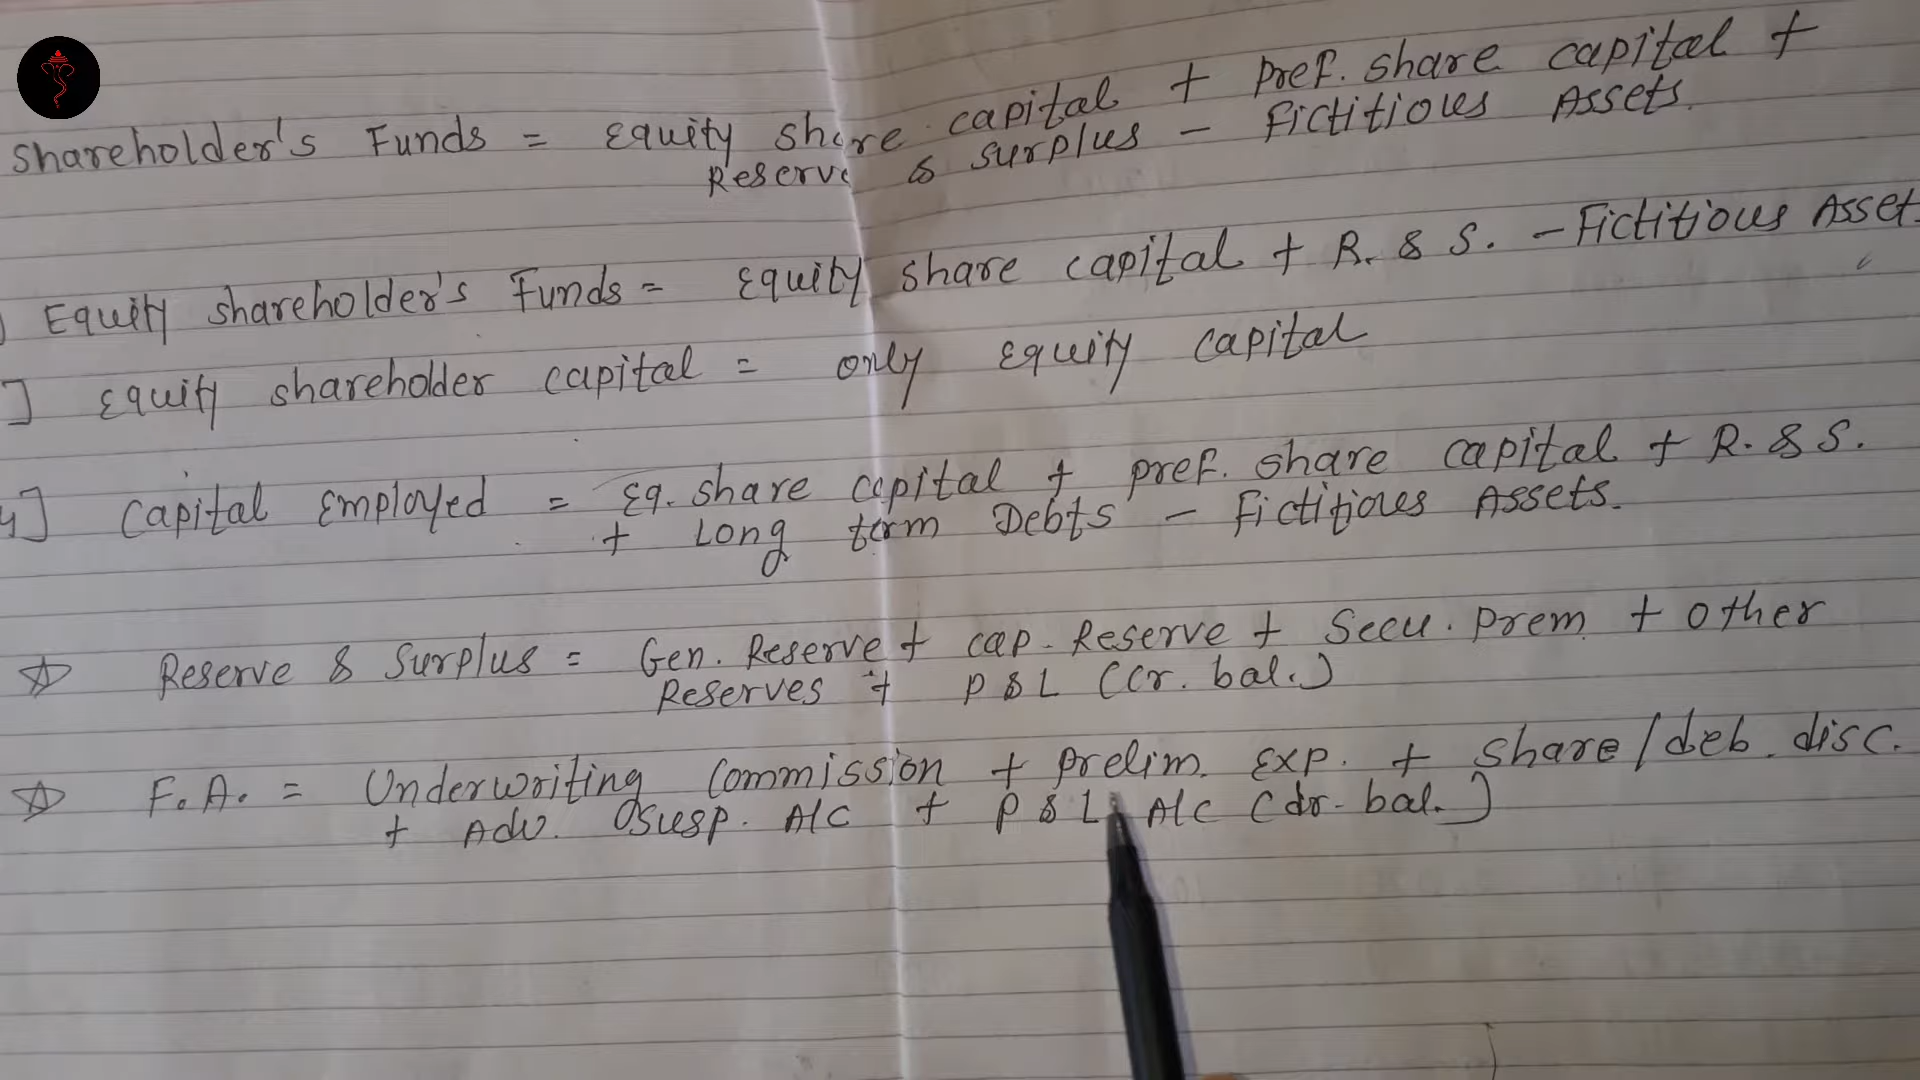 Shareholder's Funds = Equity share capital + Pref. share capital +
Reserve & Surplus - Fictitious Assets.
Equity shareholder's Funds = Equity share capital + R. & S. - Fictitious Asset
] Equity shareholder capital = only equity capital
4] Capital Employed = Eq. share capital + pref. share capital + R. & S.
+ Long term Debts - Fictitious Assets.
☆ Reserve & Surplus = Gen. Reserve + cap. Reserve + Secu. Prem. + other
Reserves + P & L (Cr. bal.)
☆ F.A. = Underwriting Commission + Prelim. Exp. + Share/deb. disc.
+ Adv. Susp. A/C + P & L A/C (dr. bal.)